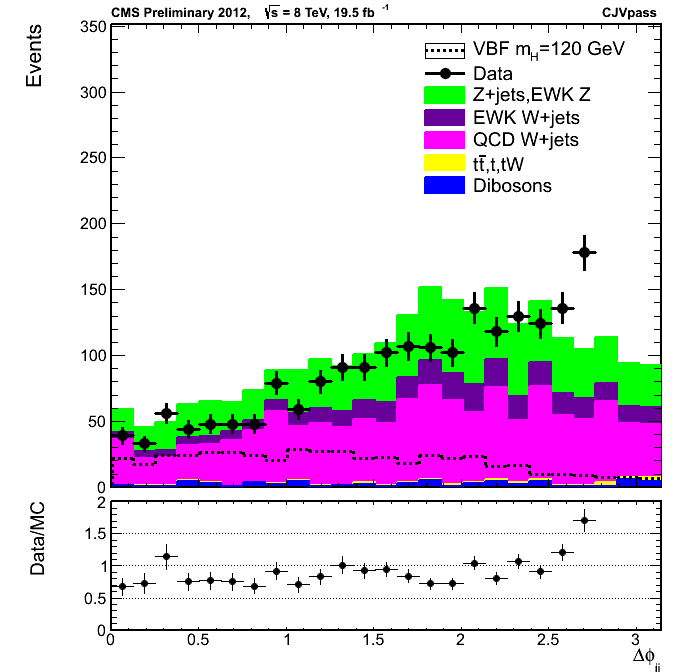 CMS Preliminary 2012, √s = 8 TeV, 19.5 fb⁻¹ CJVpass
Events
350
300
250
200
150
100
50
0
VBF m_H=120 GeV
Data
Z+jets,EWK Z
EWK W+jets
QCD W+jets
tt̄,t,tW
Dibosons
Data/MC
2
1.5
1
0.5
0
0 0.5 1 1.5 2 2.5 3
Δϕ_jj